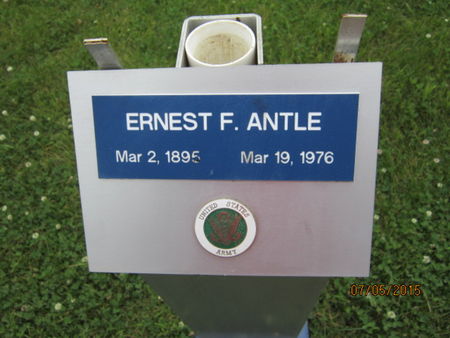 ERNEST F. ANTLE
Mar 2, 1895 Mar 19, 1976
UNITED STATES
ARMY
07/05/2015